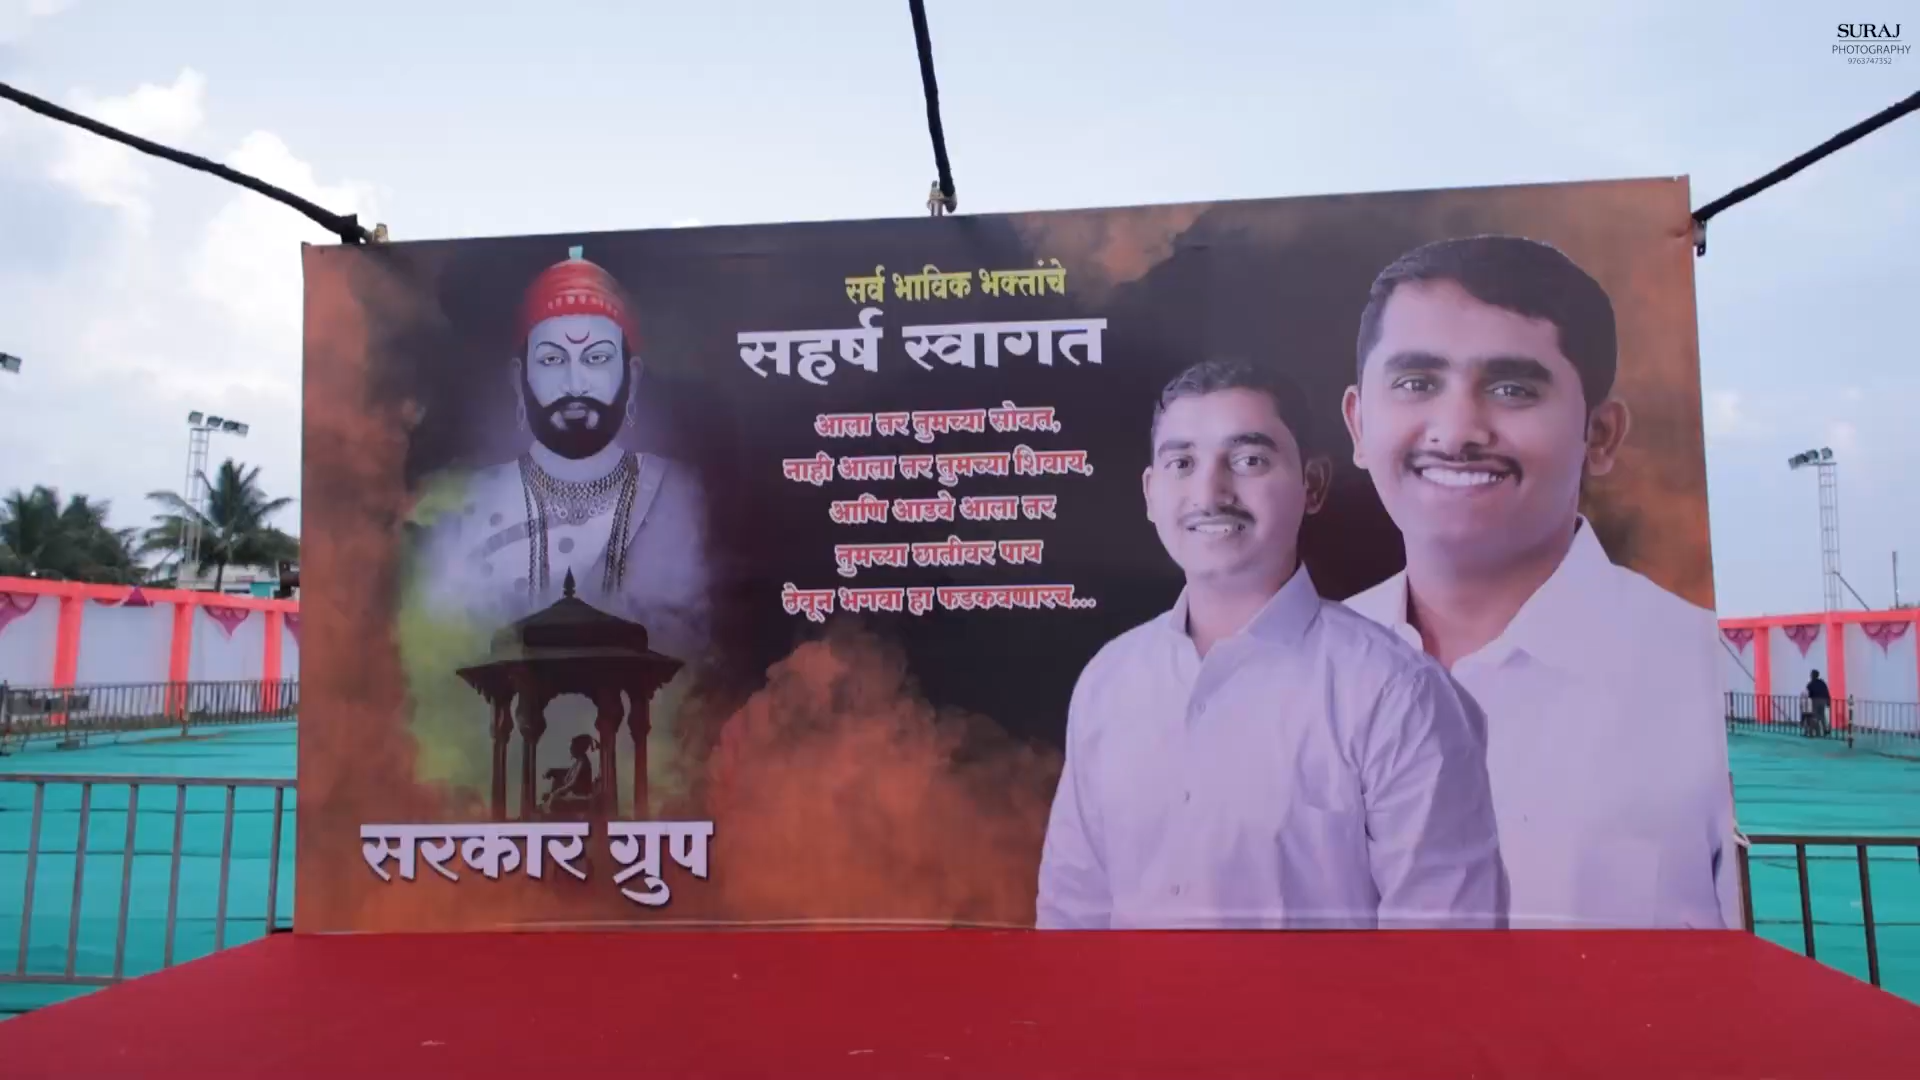 SURAJ
PHOTOGRAPHY
9763747352
सर्व भाविक भक्तांचे
सहर्ष स्वागत
आला तर तुमच्या सोबत,
नाही आला तर तुमच्या शिवाय,
आणि आडवे आला तर
तुमच्या छातीवर पाय
ठेवून भगवा हा फडकवणारच...
सरकार ग्रुप